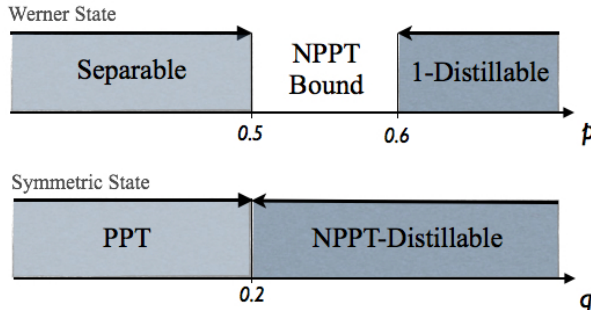 Werner State
Separable
NPPT
Bound
1-Distillable
0.5
0.6
p
Symmetric State
PPT
NPPT-Distillable
0.2
q